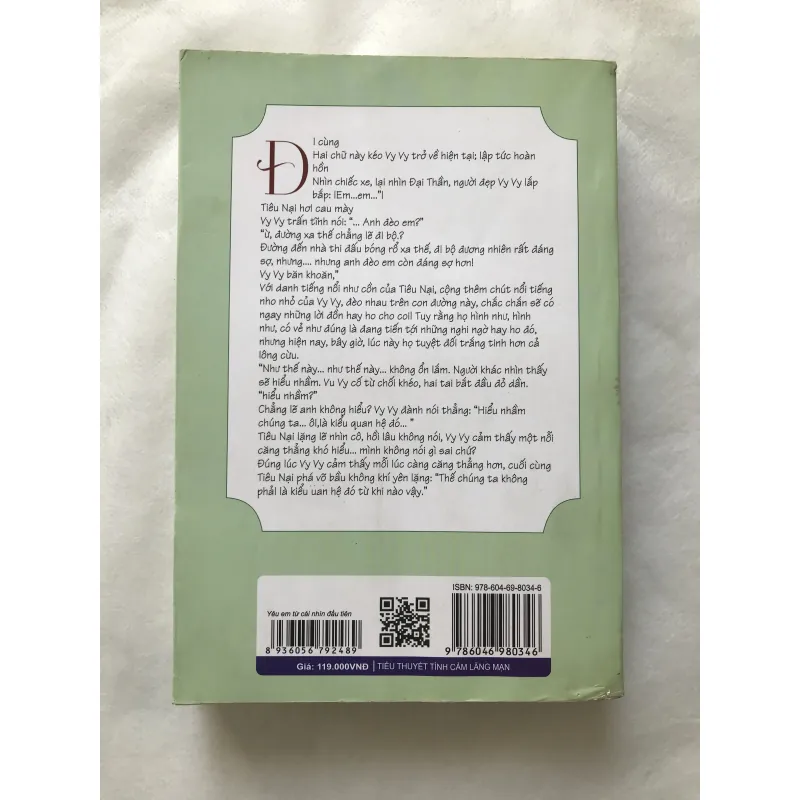 Đ
I cùng
Hai chữ này kéo Vy Vy trở về hiện tại; lập tức hoàn
hồn
Nhìn chiếc xe, lại nhìn Đại Thần, người đẹp Vy Vy lắp
bắp: lEm...em..."l
Tiêu Nại hơi cau mày
Vy Vy trấn tĩnh nói: "... Anh đèo em?"
"ừ, đường xa thế chẳng lẽ đi bộ.?
Đường đến nhà thi đấu bóng rổ xa thế, đi bộ đương nhiên rất đáng
sợ, nhưng.... nhưng anh đèo em còn đáng sợ hơn!
Vy Vy băn khoăn,"
Với danh tiếng nổi như cồn của Tiêu Nại, cộng thêm chút nổi tiếng
nho nhỏ của Vy Vy, đèo nhau trên con đường này, chắc chắn sẽ có
ngay những lời đồn hay ho cho coil Tuy rằng họ hình như, hình
như, có vẻ như đúng là đang tiến tới những nghi ngờ hay ho đó,
nhưng hiện nay, bây giờ, lúc này họ tuyệt đối trắng tinh hơn cả
lông cừu.
"Như thế này... như thế này... không ổn lắm. Người khác nhìn thấy
sẽ hiểu nhầm. Vu Vy cố từ chối khéo, hai tai bắt đầu đỏ dần.
"hiểu nhầm?"
Chẳng lẽ anh không hiểu? Vy Vy đành nói thẳng: "Hiểu nhầm
chúng ta... ôi,là kiểu quan hệ đó... "
Tiêu Nại lặng lẽ nhìn cô, hồi lâu không nói, Vy Vy cảm thấy một nỗi
căng thẳng khó hiểu... mình không nói gì sai chứ?
Đúng lúc Vy Vy cảm thấy mỗi lúc càng căng thẳng hơn, cuối cùng
Tiêu Nại phá vỡ bầu không khí yên lặng: "Thế chúng ta không
phải là kiểu uan hệ đó từ khi nào vậy."
ISBN: 978-604-69-8034-6
Yêu em từ cái nhìn đầu tiên
8 936056 792489
9 786046 980346
Giá: 119.000VNĐ | TIỂU THUYẾT TÌNH CẢM LÃNG MẠN